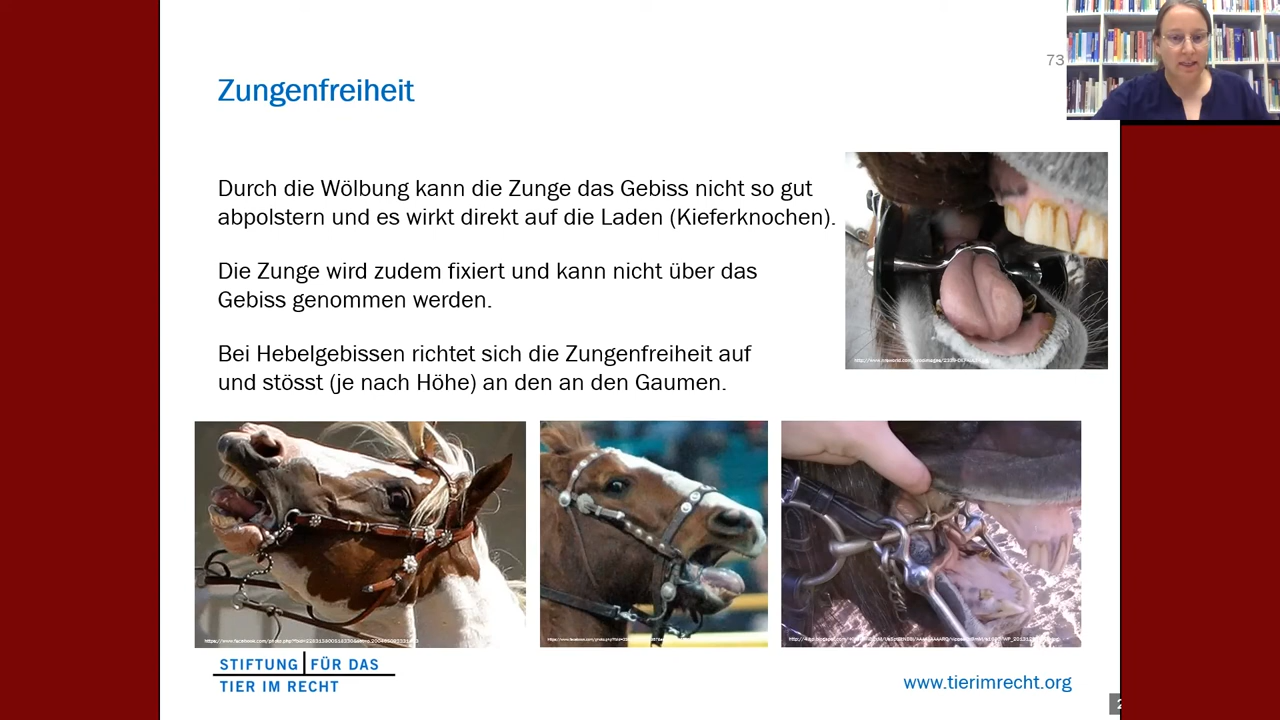 73
Zungenfreiheit
Durch die Wölbung kann die Zunge das Gebiss nicht so gut
abpolstern und es wirkt direkt auf die Laden (Kieferknochen).
Die Zunge wird zudem fixiert und kann nicht über das
Gebiss genommen werden.
Bei Hebelgebissen richtet sich die Zungenfreiheit auf
und stösst (je nach Höhe) an den an den Gaumen.
STIFTUNG FÜR DAS
TIER IM RECHT
www.tierimrecht.org